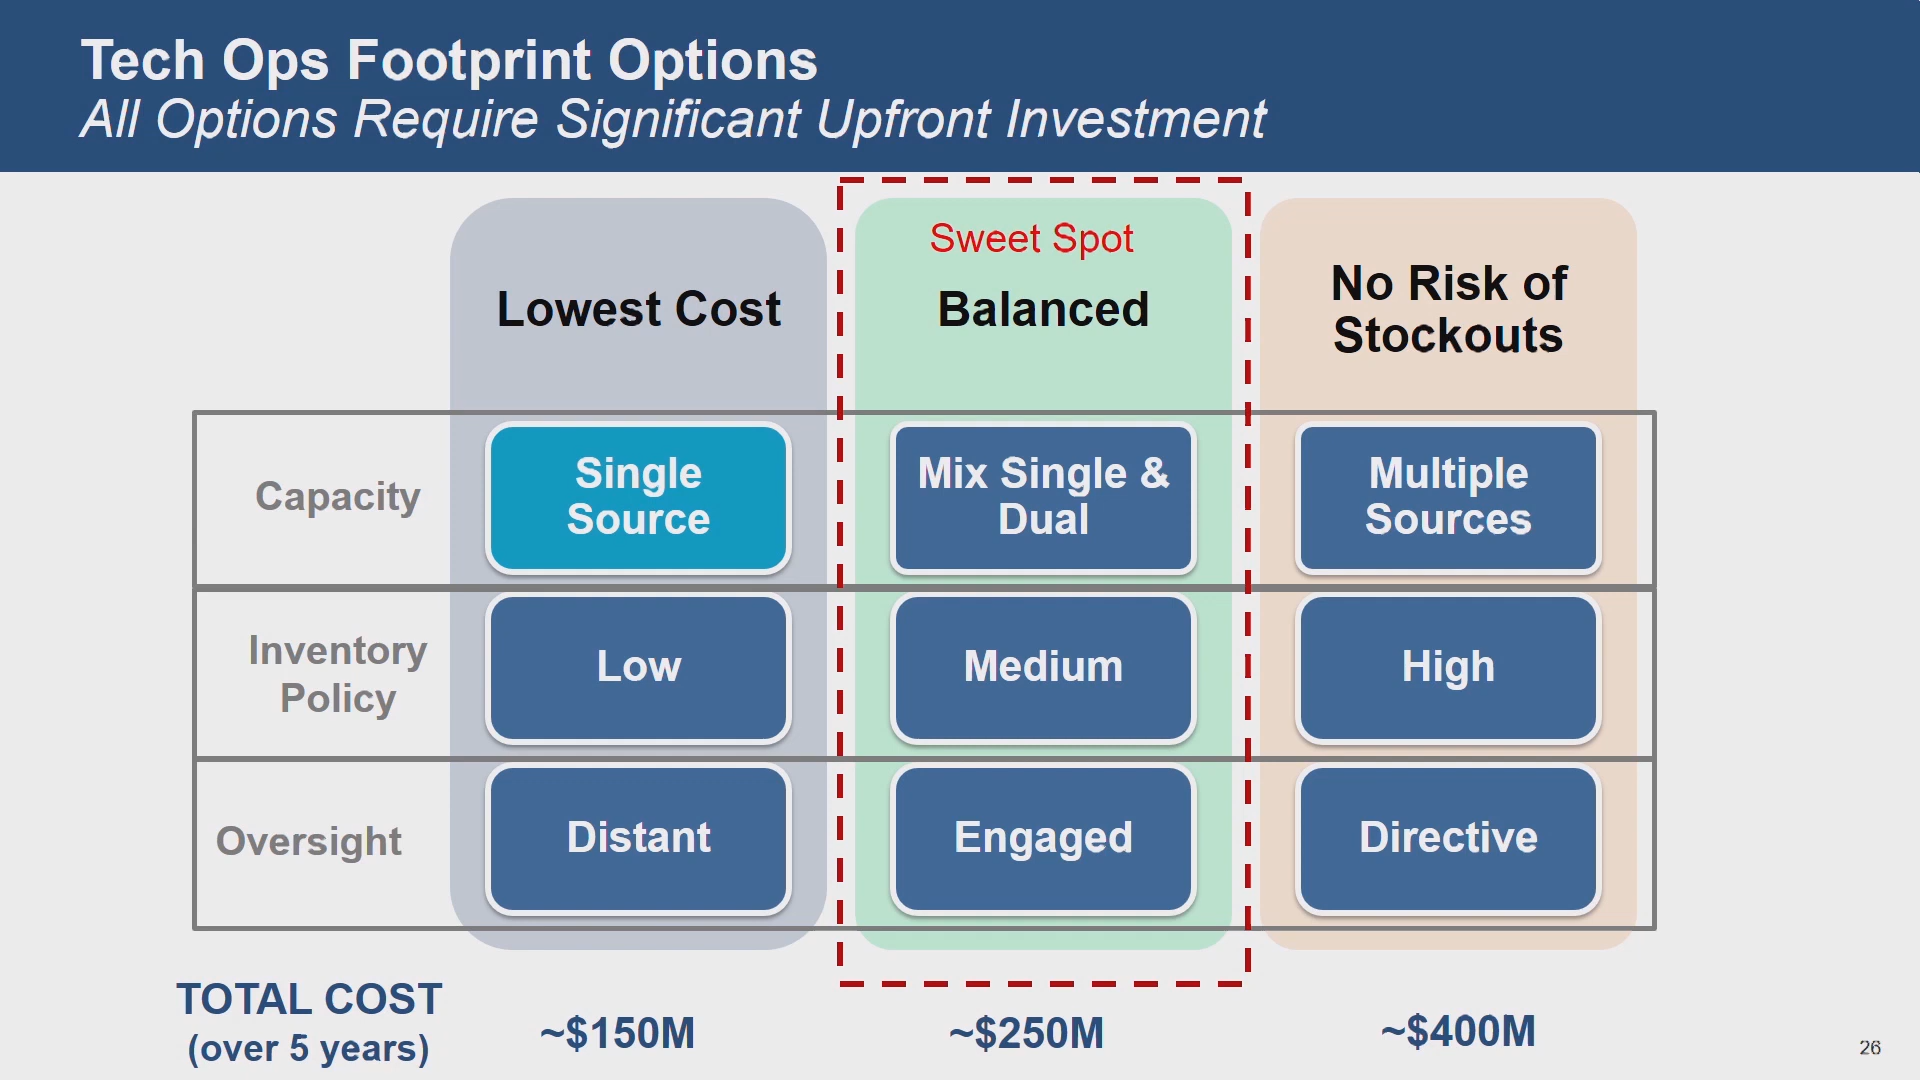 Tech Ops Footprint Options
All Options Require Significant Upfront Investment
Sweet Spot
Lowest Cost
Balanced
No Risk of
Stockouts
Capacity
Single
Source
Mix Single &
Dual
Multiple
Sources
Inventory
Policy
Low
Medium
High
Oversight
Distant
Engaged
Directive
TOTAL COST
(over 5 years)
~$150M
~$250M
~$400M
26